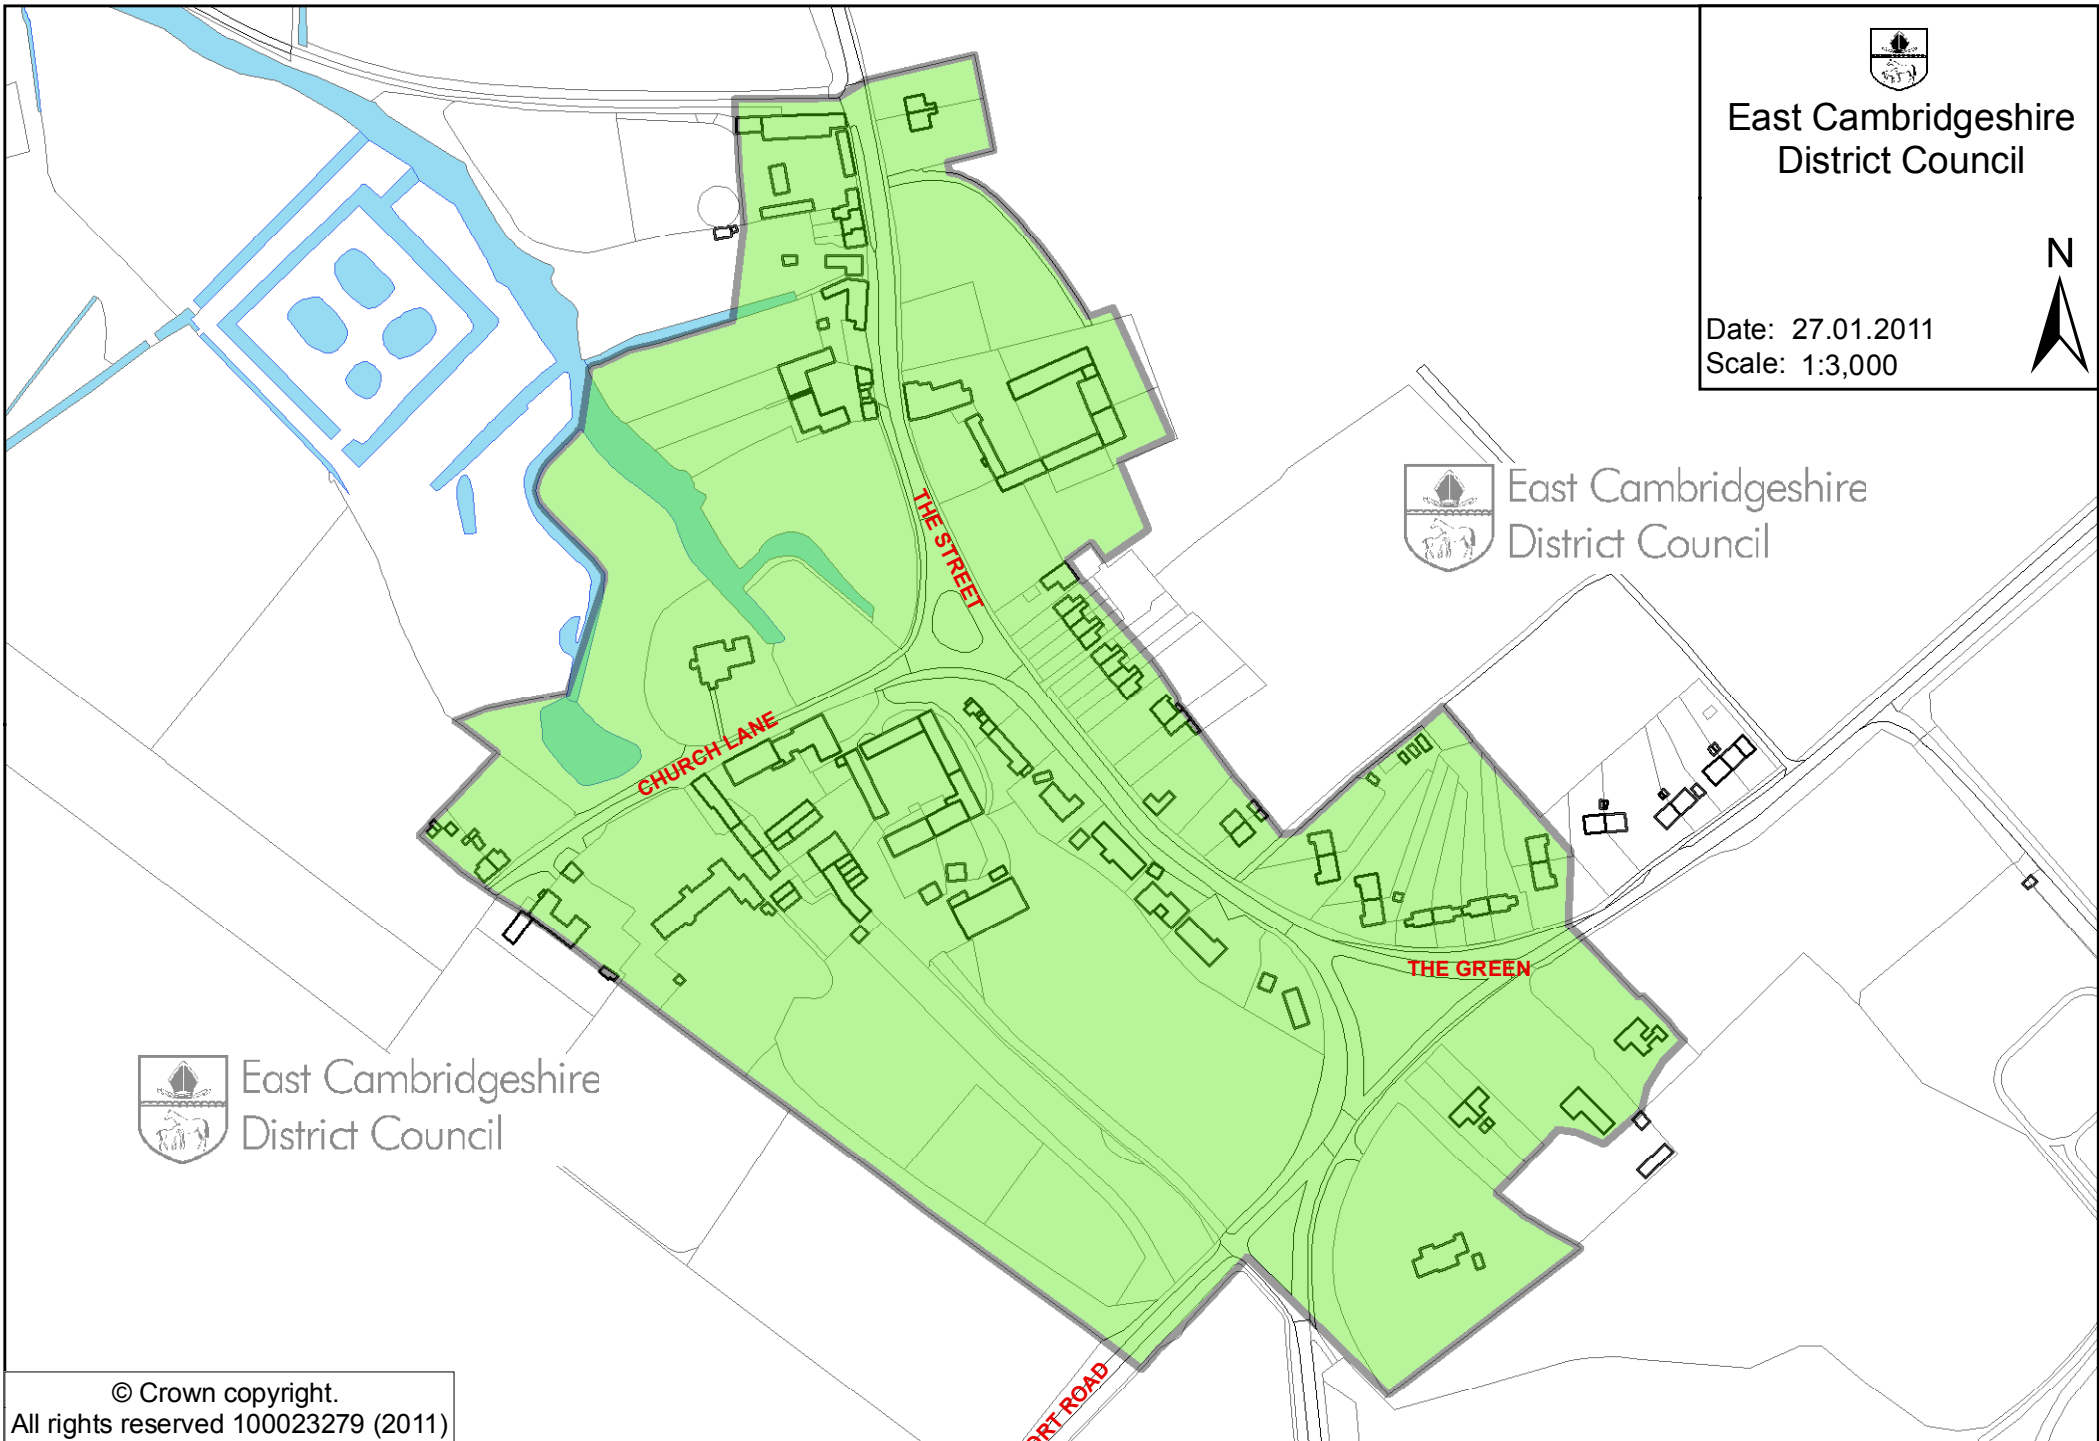 East Cambridgeshire
District Council
N
Date: 27.01.2011
Scale: 1:3,000
East Cambridgeshire
District Council
THE STREET
CHURCH LANE
THE GREEN
East Cambridgeshire
District Council
ORT ROAD
© Crown copyright.
All rights reserved 100023279 (2011)